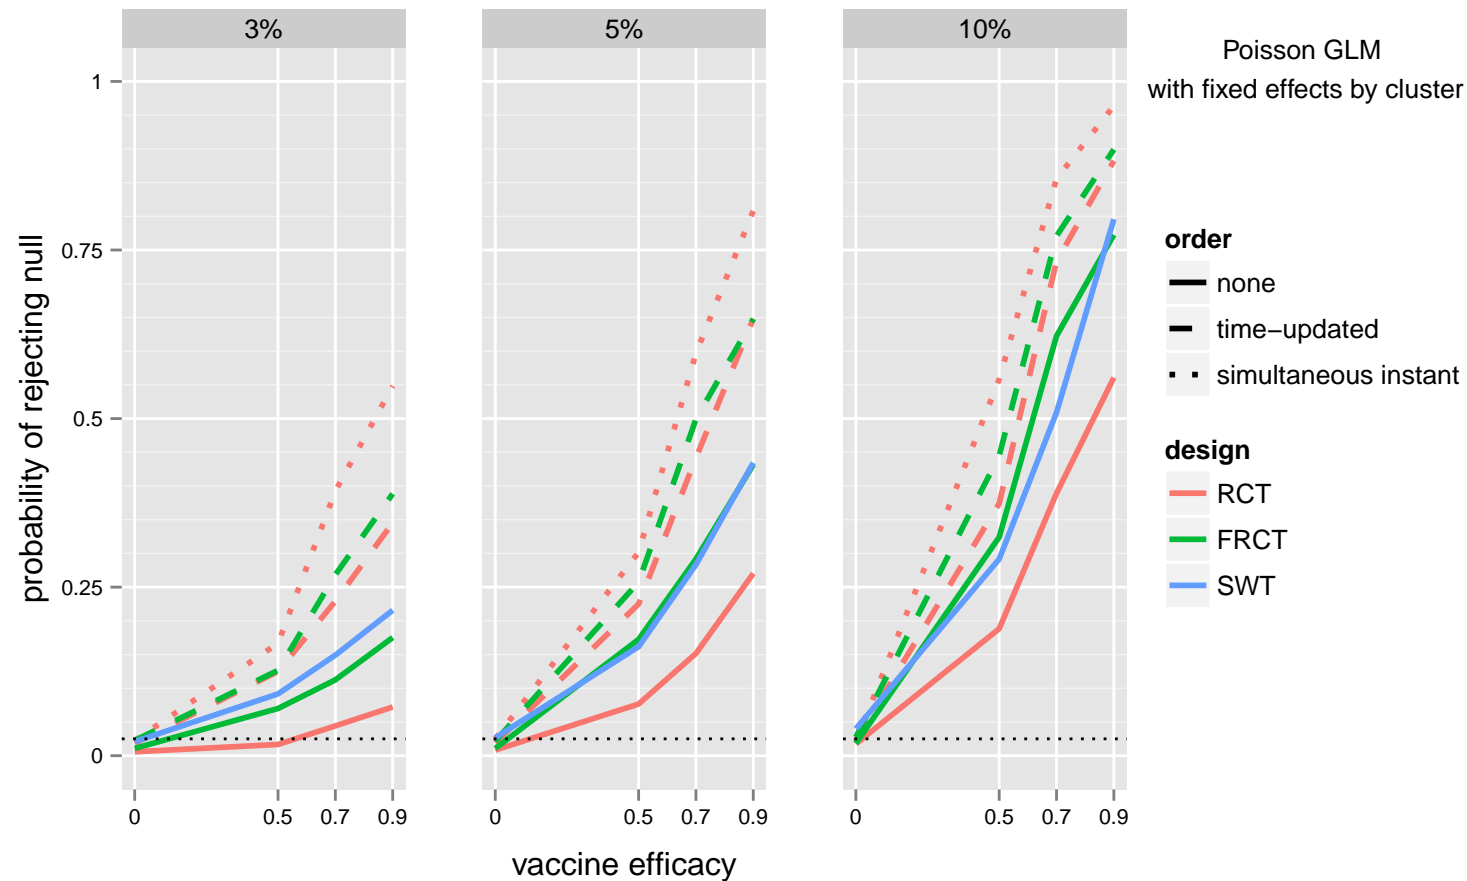 3%
5%
10%
Poisson GLM
with fixed effects by cluster
probability of rejecting null
1
0.75
0.5
0.25
0
0 0.5 0.7 0.9
0 0.5 0.7 0.9
0 0.5 0.7 0.9
vaccine efficacy
order
none
time−updated
simultaneous instant
design
RCT
FRCT
SWT